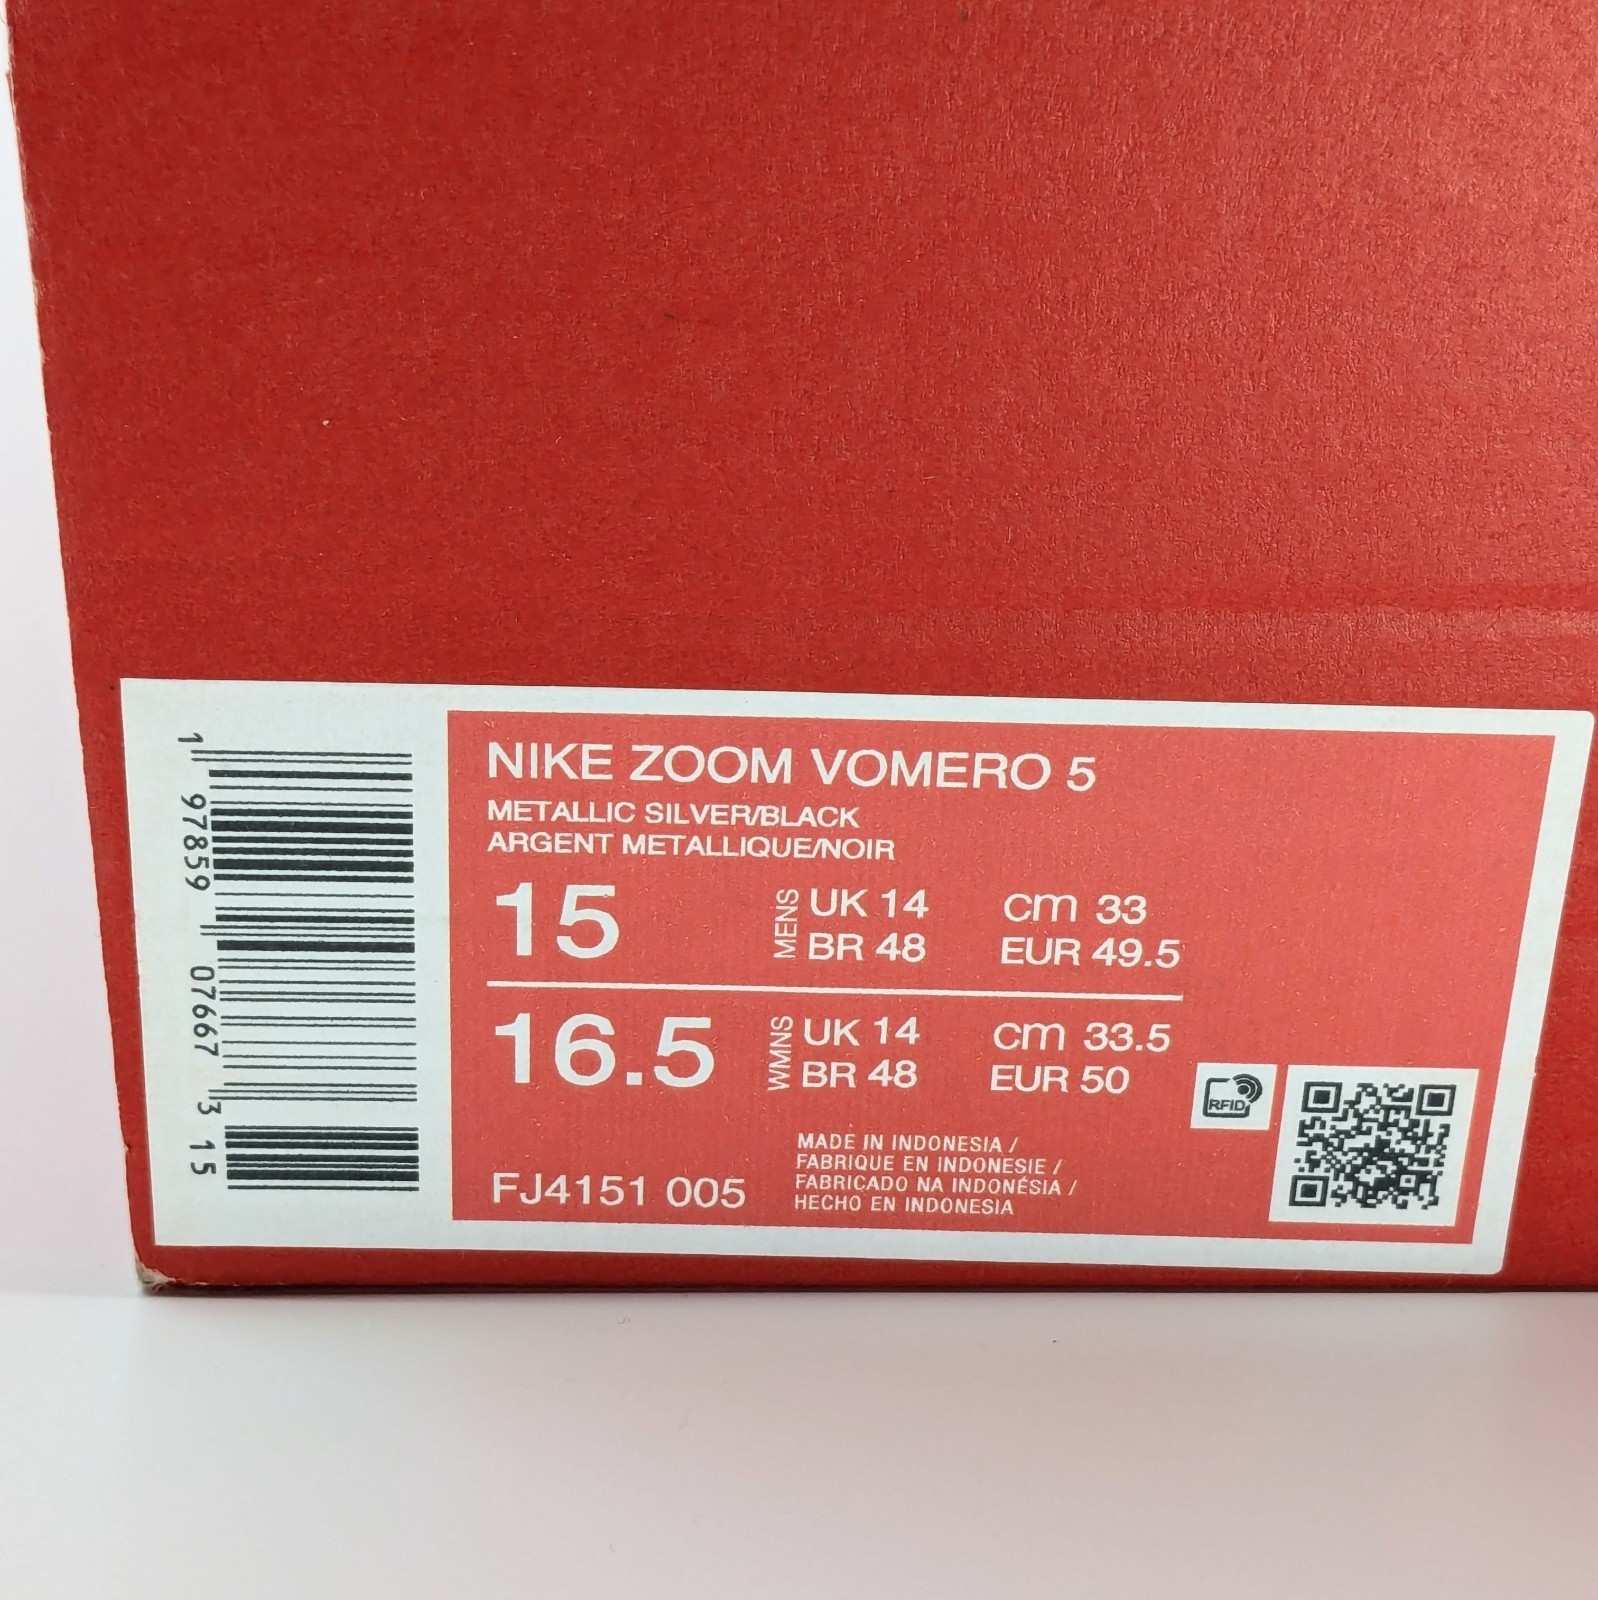 1 97859 07667 3 15
NIKE ZOOM VOMERO 5
METALLIC SILVER/BLACK
ARGENT METALLIQUE/NOIR
15 MENS UK 14 cm 33
BR 48 EUR 49.5
16.5 WMNS UK 14 cm 33.5
BR 48 EUR 50
RFID
MADE IN INDONESIA /
FABRIQUE EN INDONESIE /
FABRICADO NA INDONÉSIA /
HECHO EN INDONESIA
FJ4151 005